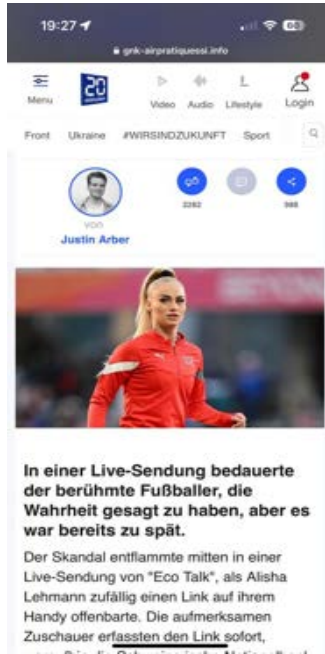 19:27
60
gnk-airpratiquessi.info
Menu
20
Video
Audio
Lifestyle
Login
Front Ukraine #WIRSINDZUKUNFT Sport
von
2282
988
Justin Arber
In einer Live-Sendung bedauerte
der berühmte Fußballer, die
Wahrheit gesagt zu haben, aber es
war bereits zu spät.
Der Skandal entflammte mitten in einer
Live-Sendung von "Eco Talk", als Alisha
Lehmann zufällig einen Link auf ihrem
Handy offenbarte. Die aufmerksamen
Zuschauer erfassten den Link sofort,